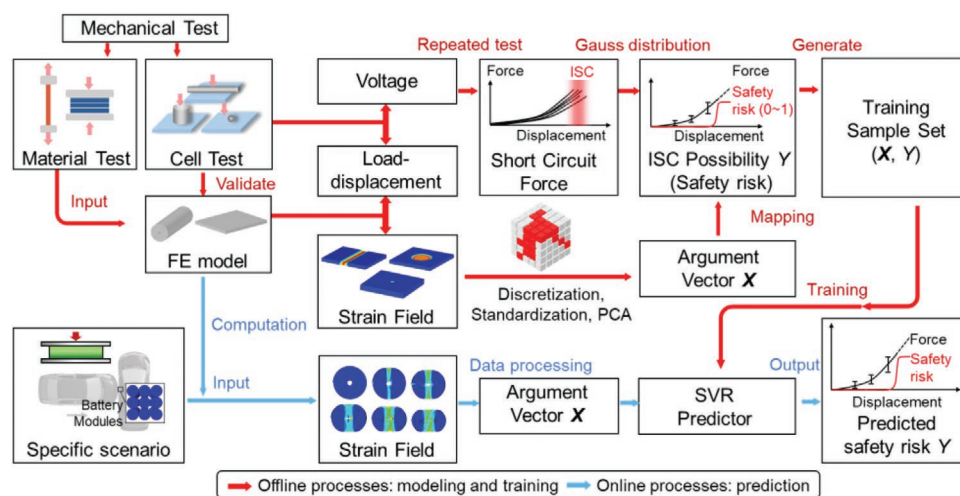 Mechanical Test
Material Test
Cell Test
Input
Validate
FE model
Voltage
Load-
displacement
Strain Field
Repeated test
Force
ISC
Displacement
Short Circuit
Force
Gauss distribution
Force
Safety
risk (0~1)
Displacement
ISC Possibility Y
(Safety risk)
Generate
Training
Sample Set
(X, Y)
Mapping
Argument
Vector X
Discretization,
Standardization, PCA
Training
Computation
Input
Battery
Modules
Specific scenario
Strain Field
Data processing
Argument
Vector X
SVR
Predictor
Output
Force
Safety
risk
Displacement
Predicted
safety risk Y
Offline processes: modeling and training
Online processes: prediction